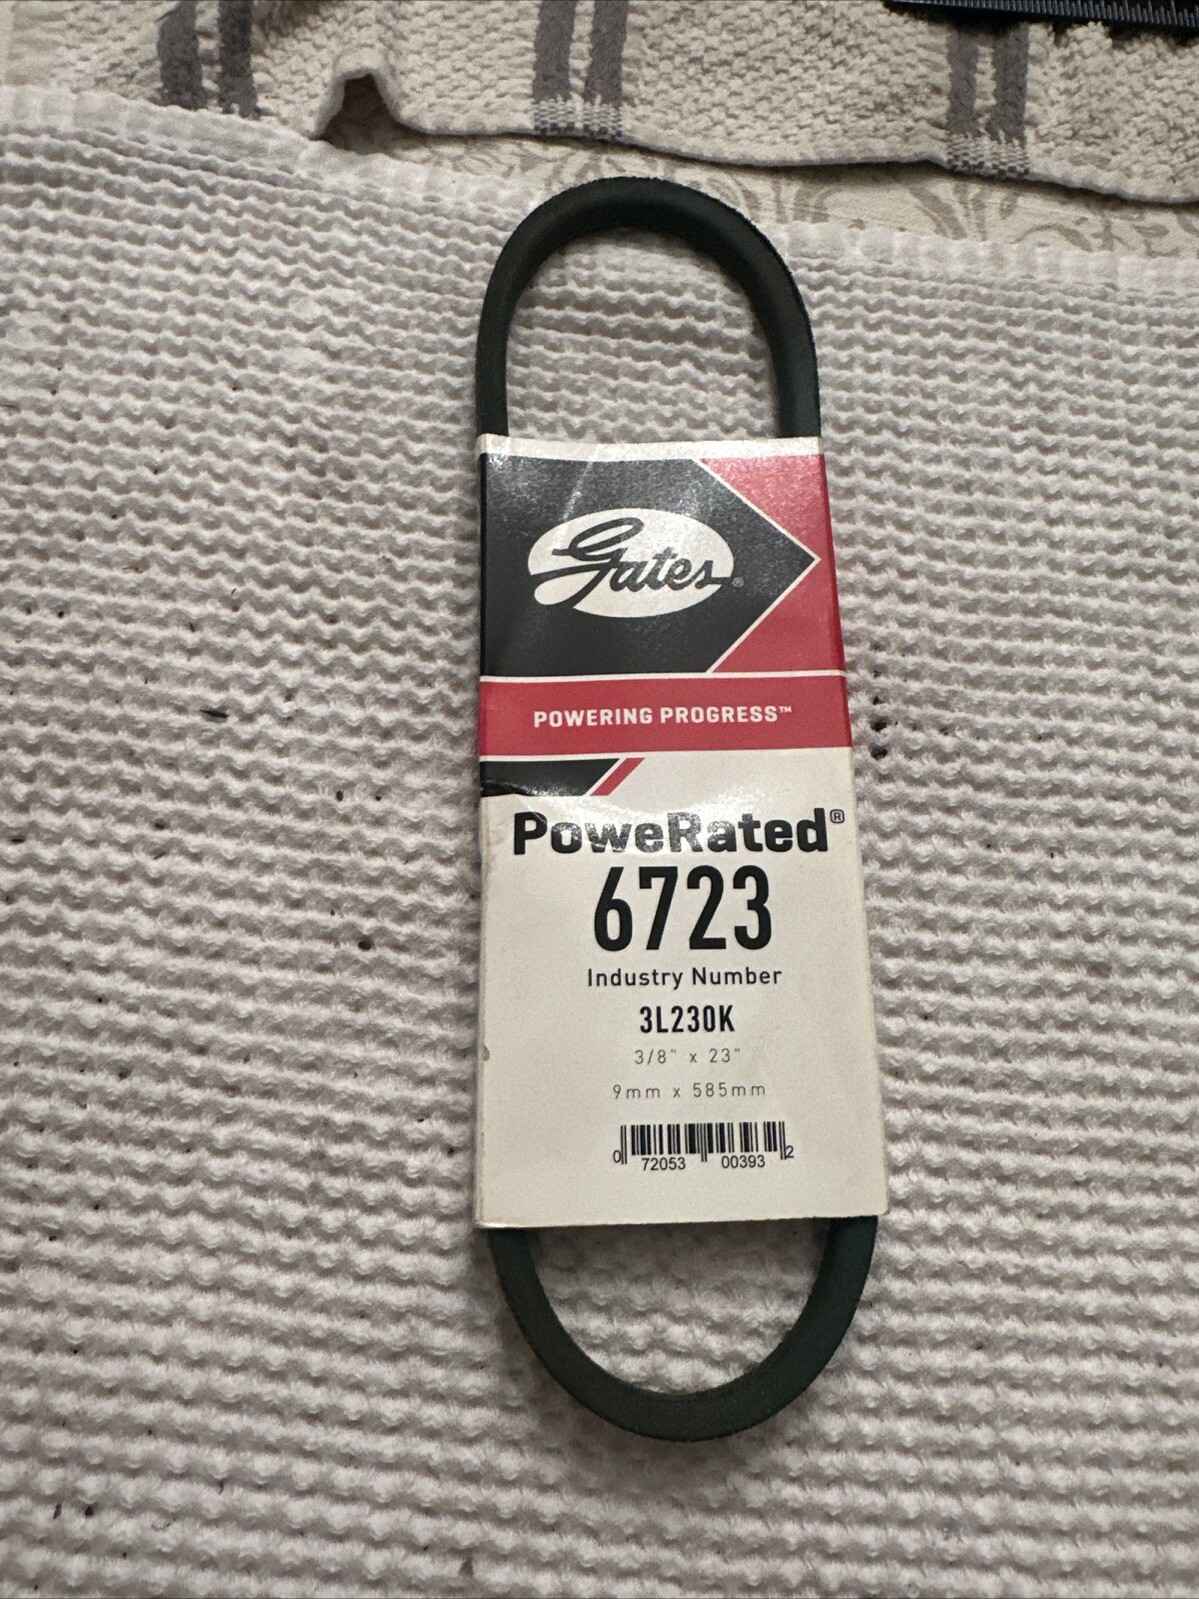 Gates®
POWERING PROGRESS™
PoweRated®
6723
Industry Number
3L230K
3/8" x 23"
9mm x 585mm
0 72053 00393 2